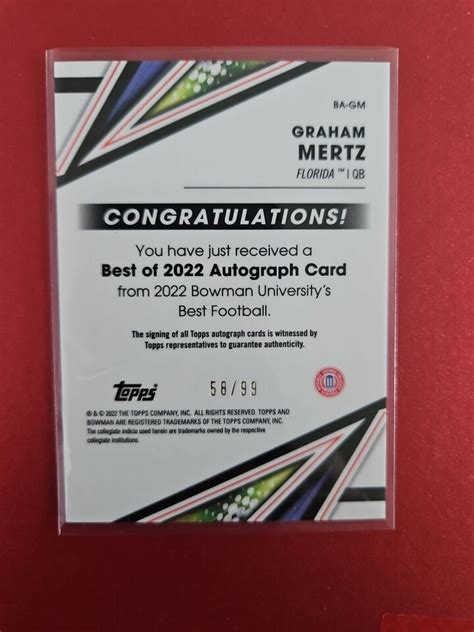 BA-GM
GRAHAM
MERTZ
FLORIDA ™ | QB
CONGRATULATIONS!
You have just received a
Best of 2022 Autograph Card
from 2022 Bowman University's
Best Football.
The signing of all Topps autograph cards is witnessed by
Topps representatives to guarantee authenticity.
topps
58/99
® & © 2022 THE TOPPS COMPANY, INC. ALL RIGHTS RESERVED. TOPPS AND
BOWMAN ARE REGISTERED TRADEMARKS OF THE TOPPS COMPANY, INC.
The collegiate indicia used herein are trademarks owned by the respective
collegiate institutions.